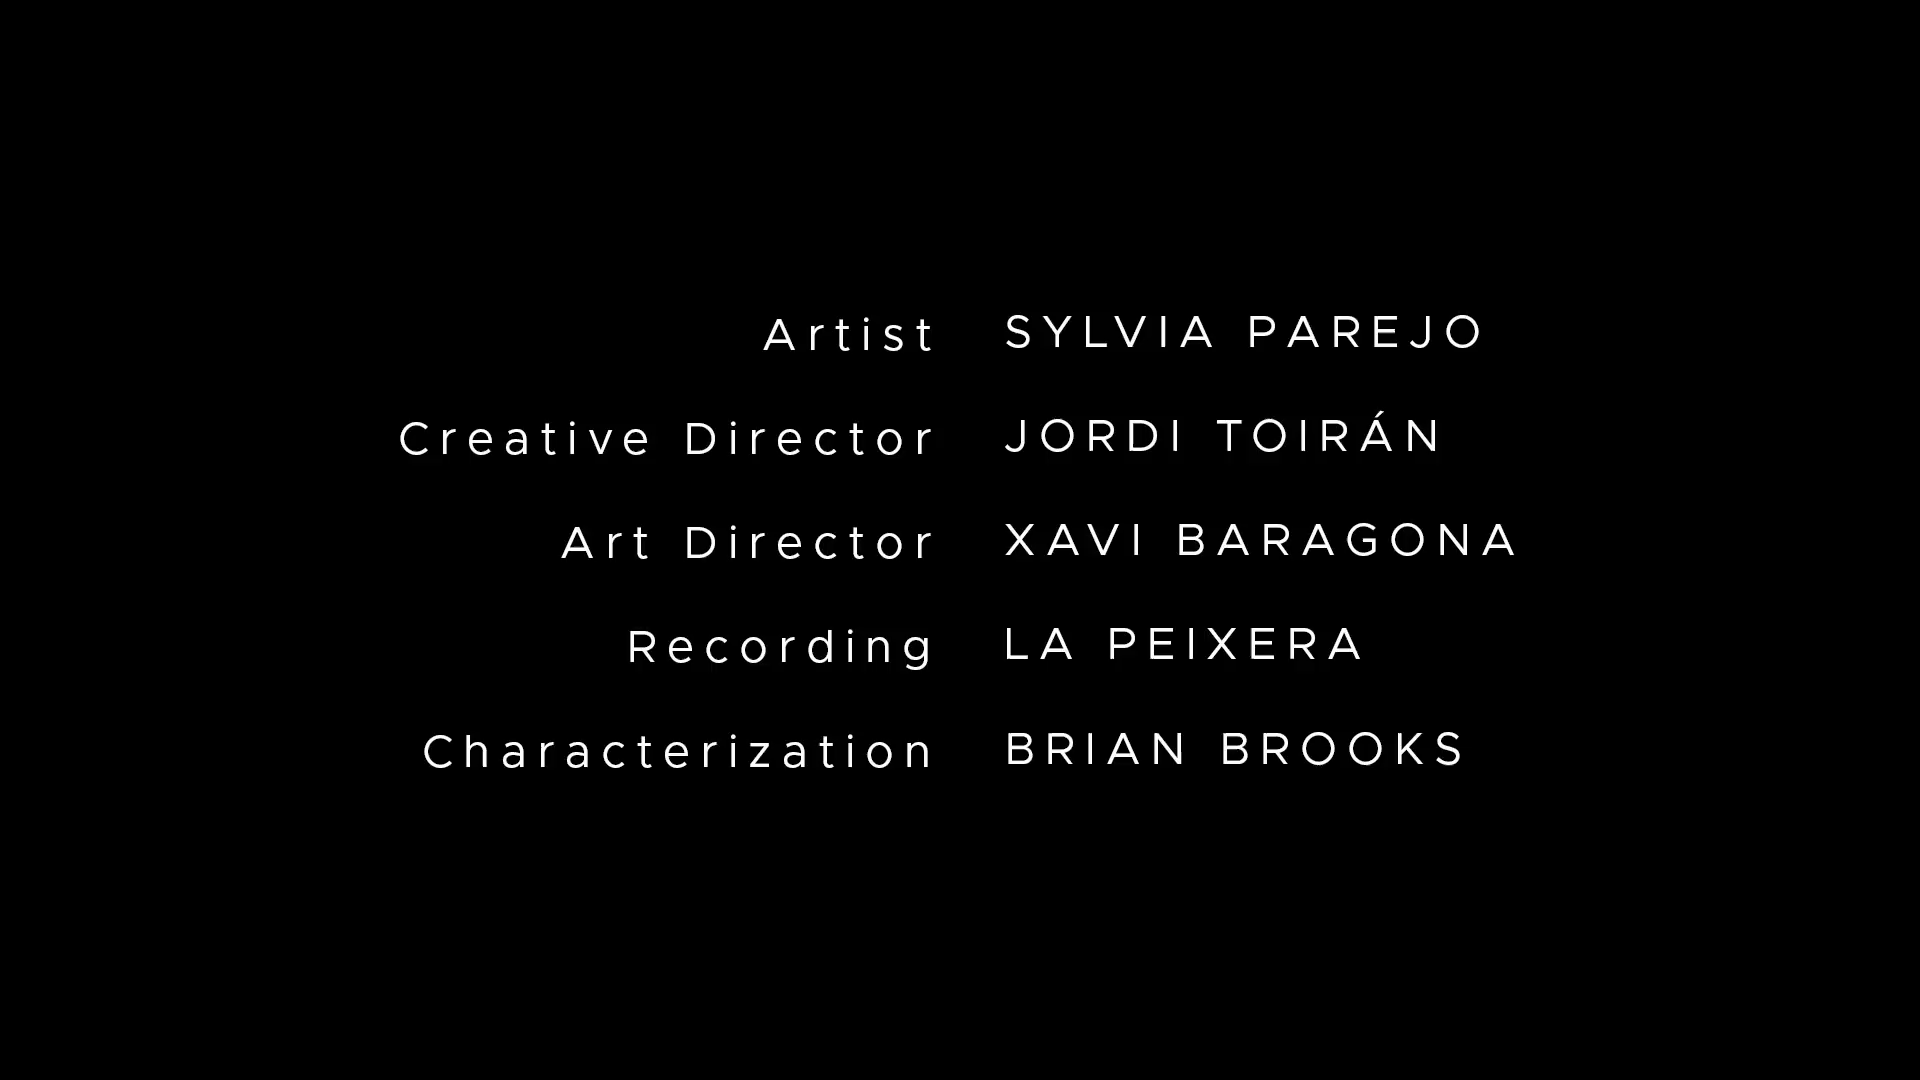 Artist SYLVIA PAREJO
Creative Director JORDI TOIRÁN
Art Director XAVI BARAGONA
Recording LA PEIXERA
Characterization BRIAN BROOKS